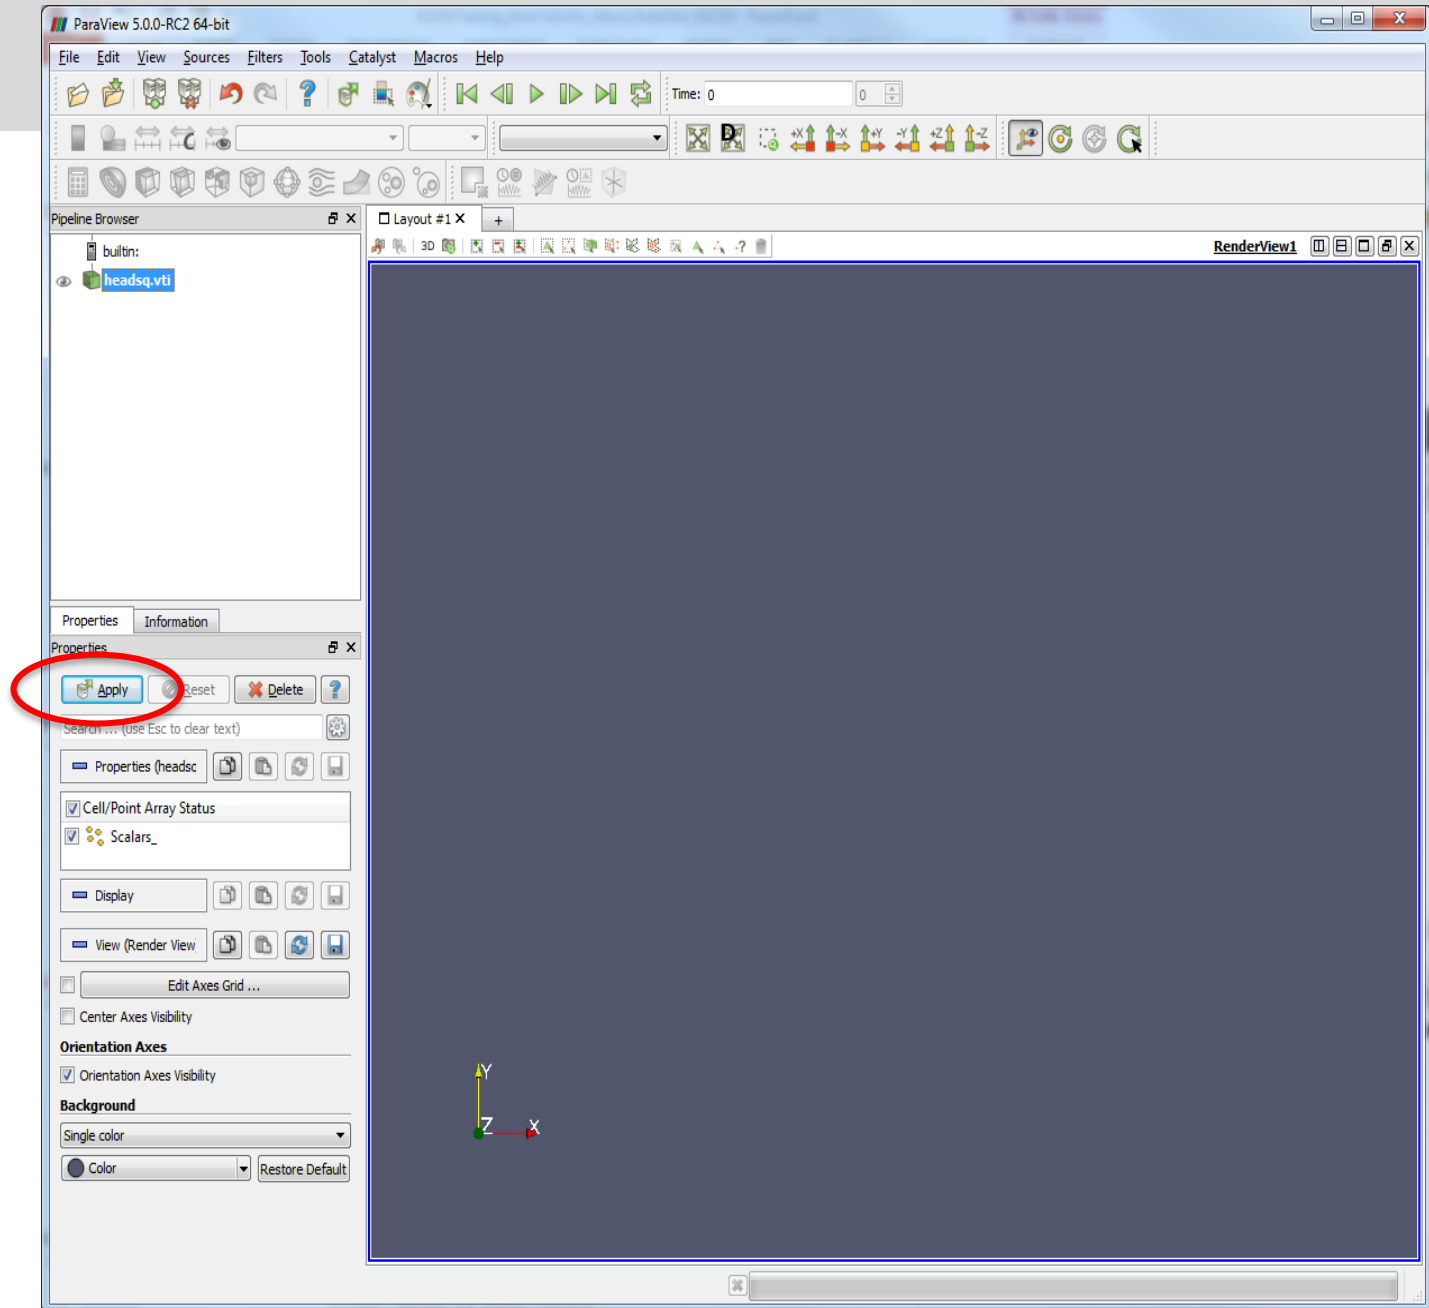 ParaView 5.0.0-RC2 64-bit
File Edit View Sources Filters Tools Catalyst Macros Help
Time: 0 0
+X -X +Y -Y +Z -Z
Pipeline Browser
Layout #1 +
3D
RenderView1
builtin:
headsq.vti
Properties Information
Properties
Apply Reset Delete ?
Search ... (use Esc to clear text)
Properties (headsc
Cell/Point Array Status
Scalars_
Display
View (Render View
Edit Axes Grid ...
Center Axes Visibility
Orientation Axes
Orientation Axes Visibility
Background
Single color
Color Restore Default
Y
Z X